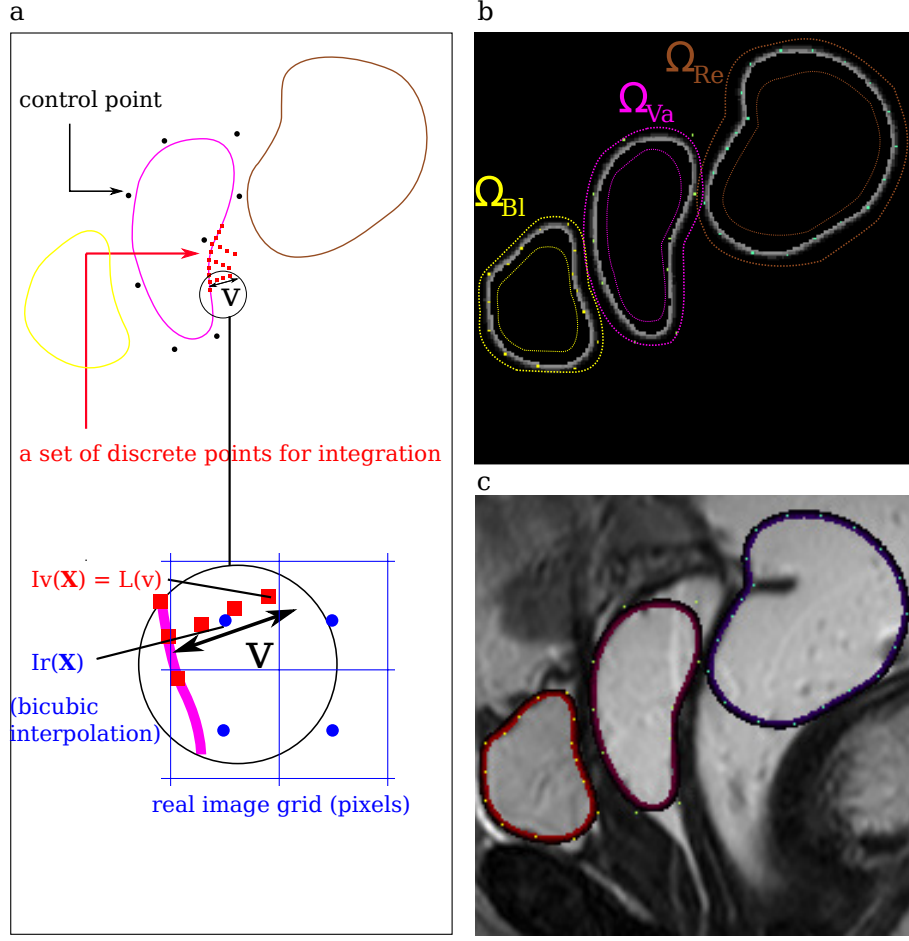 a
control point
v
a set of discrete points for integration
Iv(X) = L(v)
Ir(X)
v
(bicubic
interpolation)
real image grid (pixels)
b
ΩRe
ΩVa
ΩBl
c